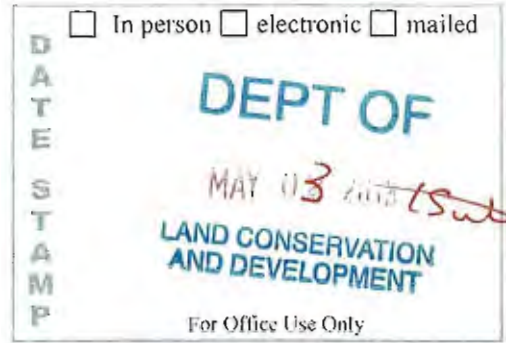 ☐ In person ☐ electronic ☐ mailed
DATE STAMP
DEPT OF
MAY 03
LAND CONSERVATION
AND DEVELOPMENT
For Office Use Only